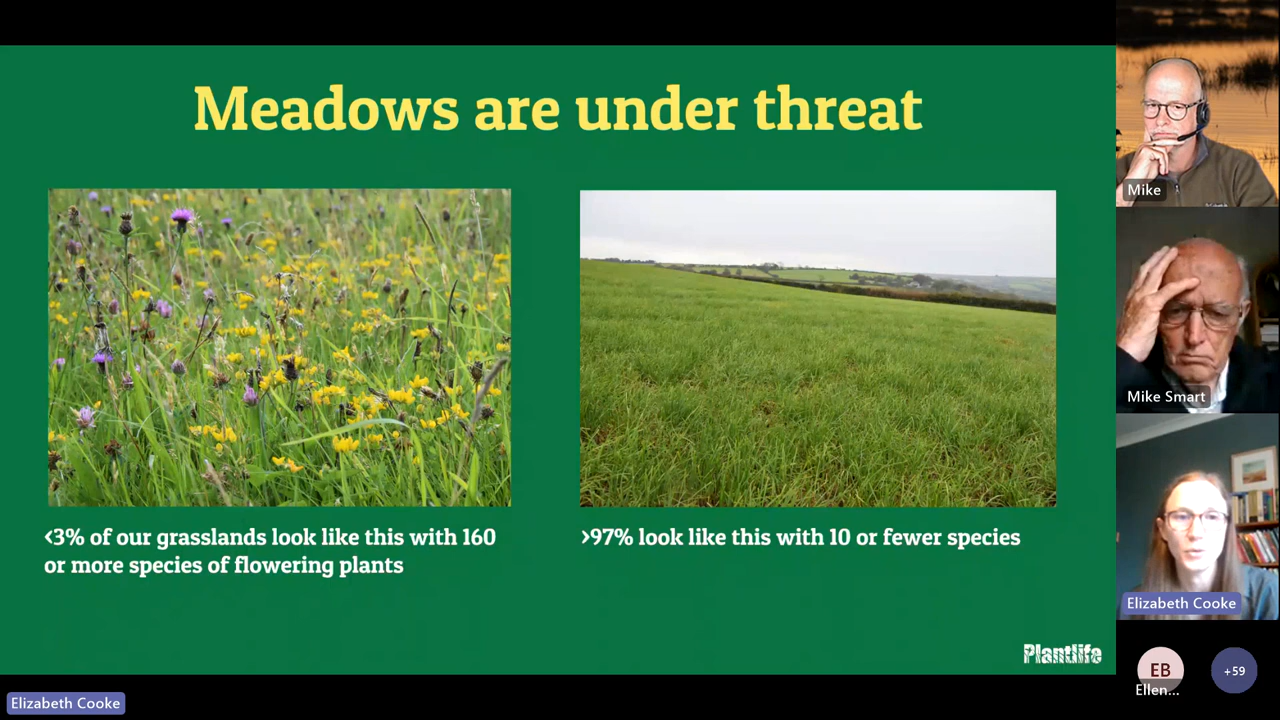 Meadows are under threat
<3% of our grasslands look like this with 160
or more species of flowering plants
>97% look like this with 10 or fewer species
Plantlife
Mike
Mike Smart
Elizabeth Cooke
EB
Ellen...
+59
Elizabeth Cooke